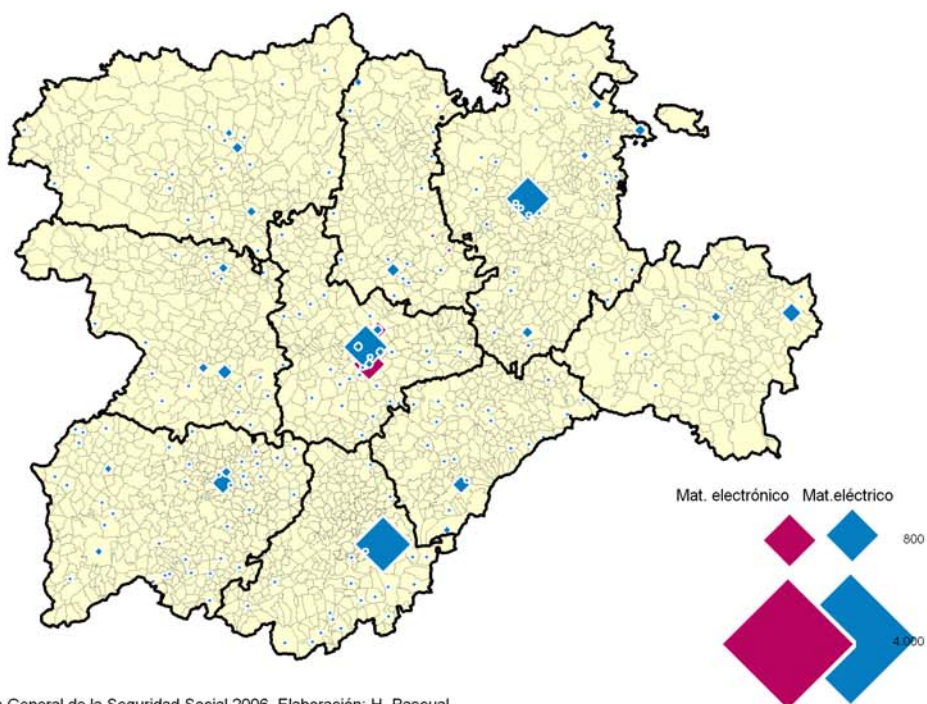 Mat. electrónico Mat.eléctrico
800
4.000
General de la Seguridad Social 2006. Elaboración: H. Pascual